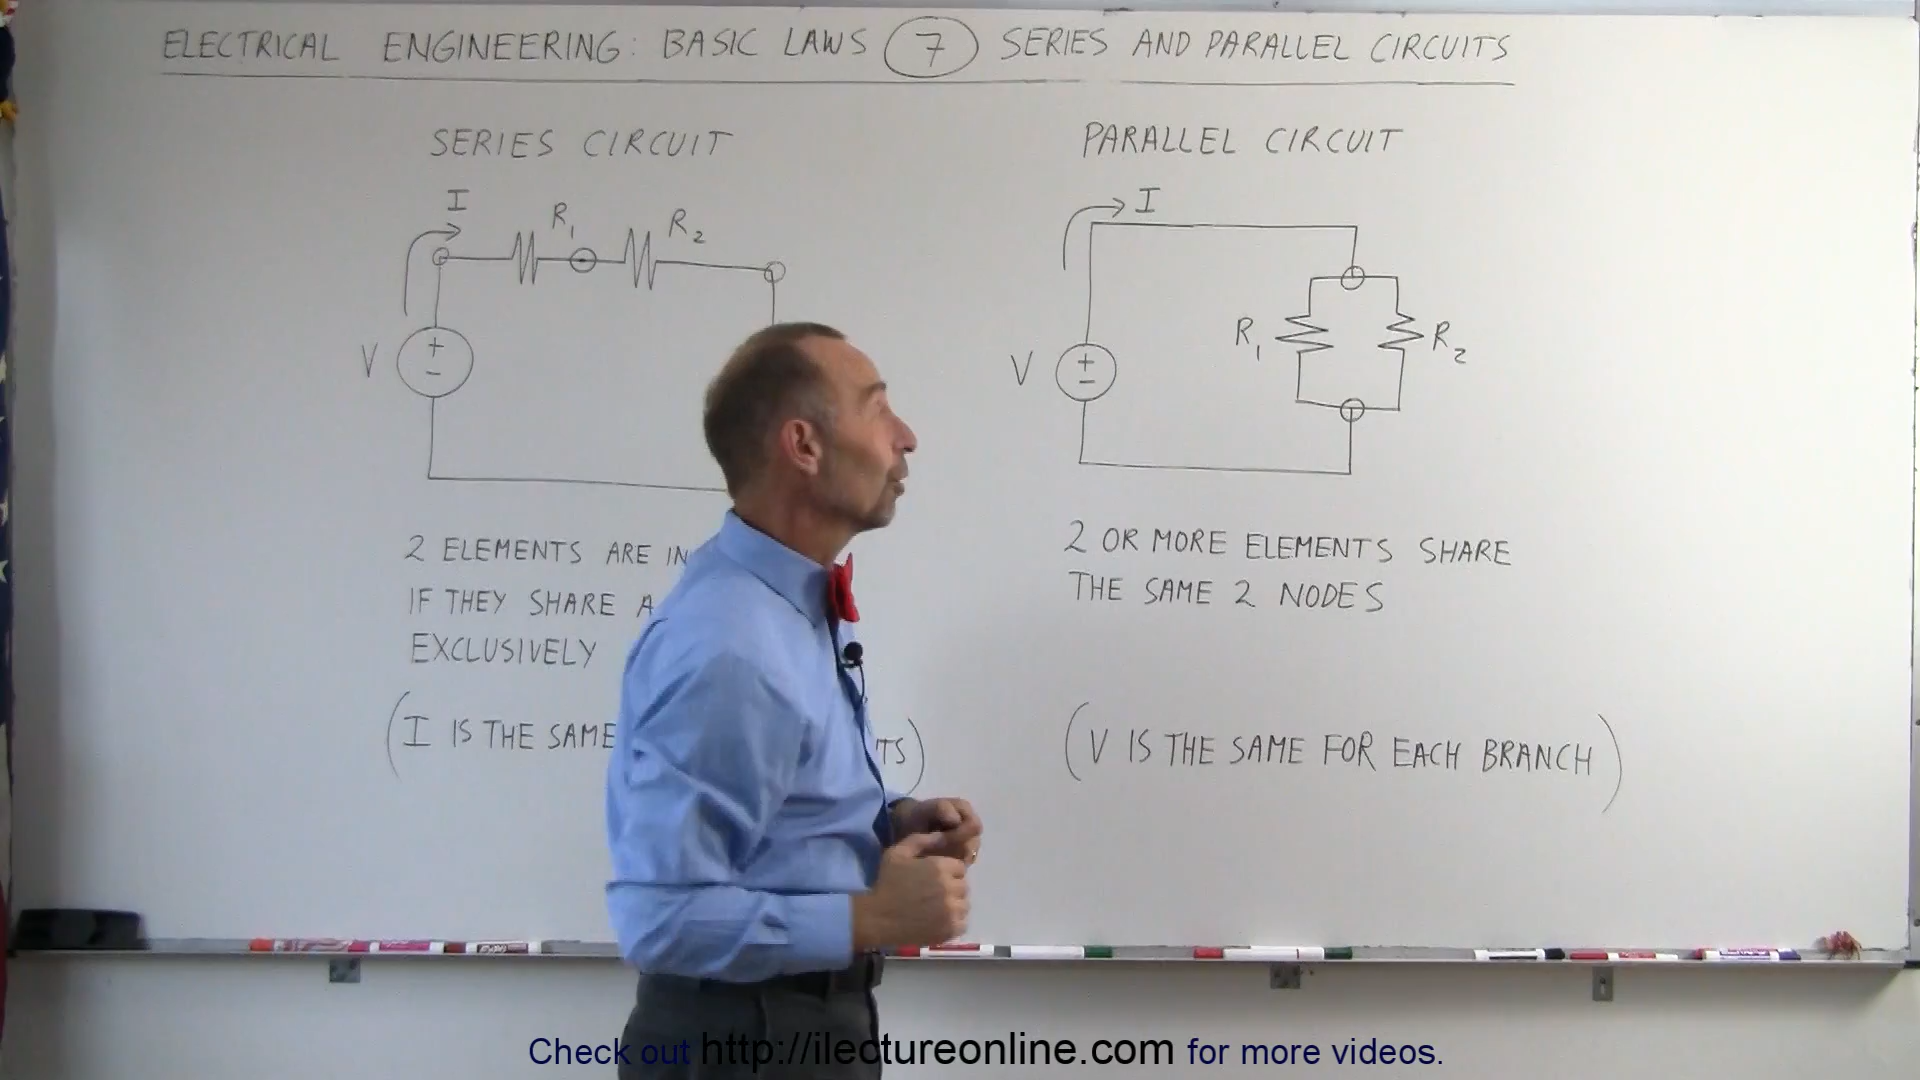 ELECTRICAL ENGINEERING: BASIC LAWS 7 SERIES AND PARALLEL CIRCUITS
SERIES CIRCUIT
I
R1
R2
V
+
−
2 ELEMENTS ARE IN
IF THEY SHARE A
EXCLUSIVELY
(I IS THE SAME TS)
PARALLEL CIRCUIT
I
R1
R2
V
+
−
2 OR MORE ELEMENTS SHARE
THE SAME 2 NODES
(V IS THE SAME FOR EACH BRANCH)
Check out http://ilectureonline.com for more videos.